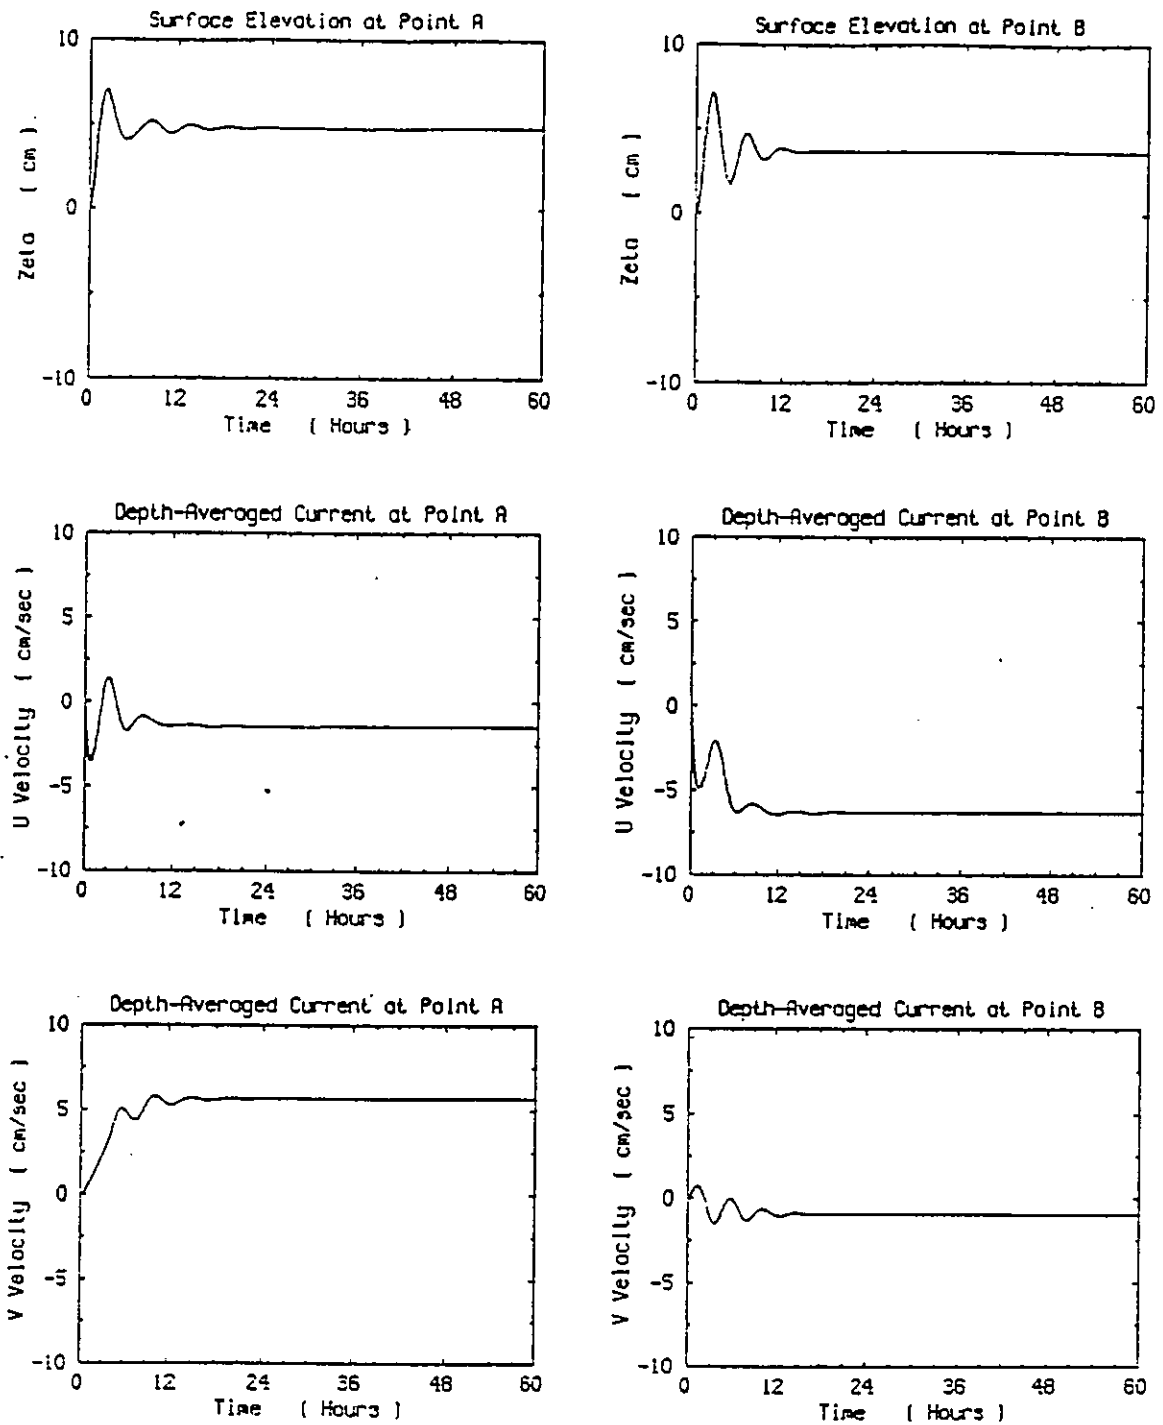 Surface Elevation at Point A
10
0
-10
Zeta ( cm ).
0 12 24 36 48 60
Time ( Hours )
Surface Elevation at Point B
10
0
-10
Zeta ( cm )
0 12 24 36 48 60
Time ( Hours )
Depth-Averaged Current at Point A
10
5
0
-5
-10
U Velocity ( cm/sec )
0 12 24 36 48 60
Time ( Hours )
Depth-Averaged Current at Point B
10
5
0
-5
-10
U Velocity ( cm/sec )
0 12 24 36 48 60
Time ( Hours )
Depth-Averaged Current at Point A
10
5
0
-5
-10
V Velocity ( cm/sec )
0 12 24 36 48 60
Time ( Hours )
Depth-Averaged Current at Point B
10
5
0
-5
-10
V Velocity ( cm/sec )
0 12 24 36 48 60
Time ( Hours )